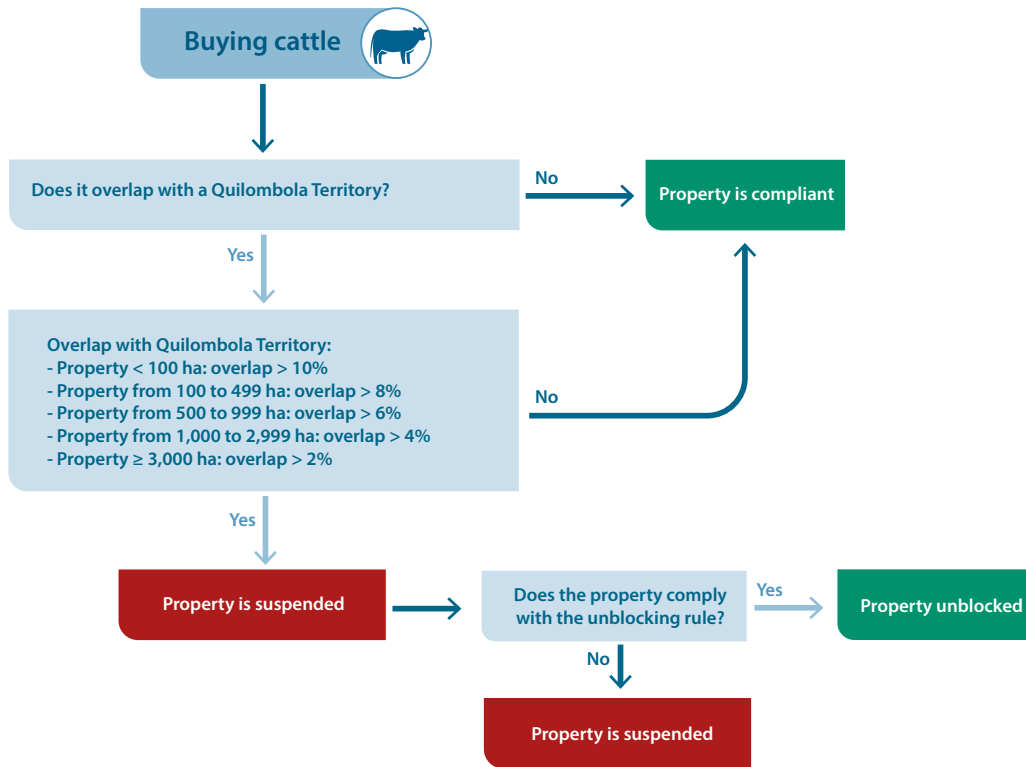 Buying cattle
Does it overlap with a Quilombola Territory?
No
Property is compliant
Yes
Overlap with Quilombola Territory:
- Property < 100 ha: overlap > 10%
- Property from 100 to 499 ha: overlap > 8%
- Property from 500 to 999 ha: overlap > 6%
- Property from 1,000 to 2,999 ha: overlap > 4%
- Property ≥ 3,000 ha: overlap > 2%
No
Yes
Property is suspended
Does the property comply
with the unblocking rule?
Yes
Property unblocked
No
Property is suspended